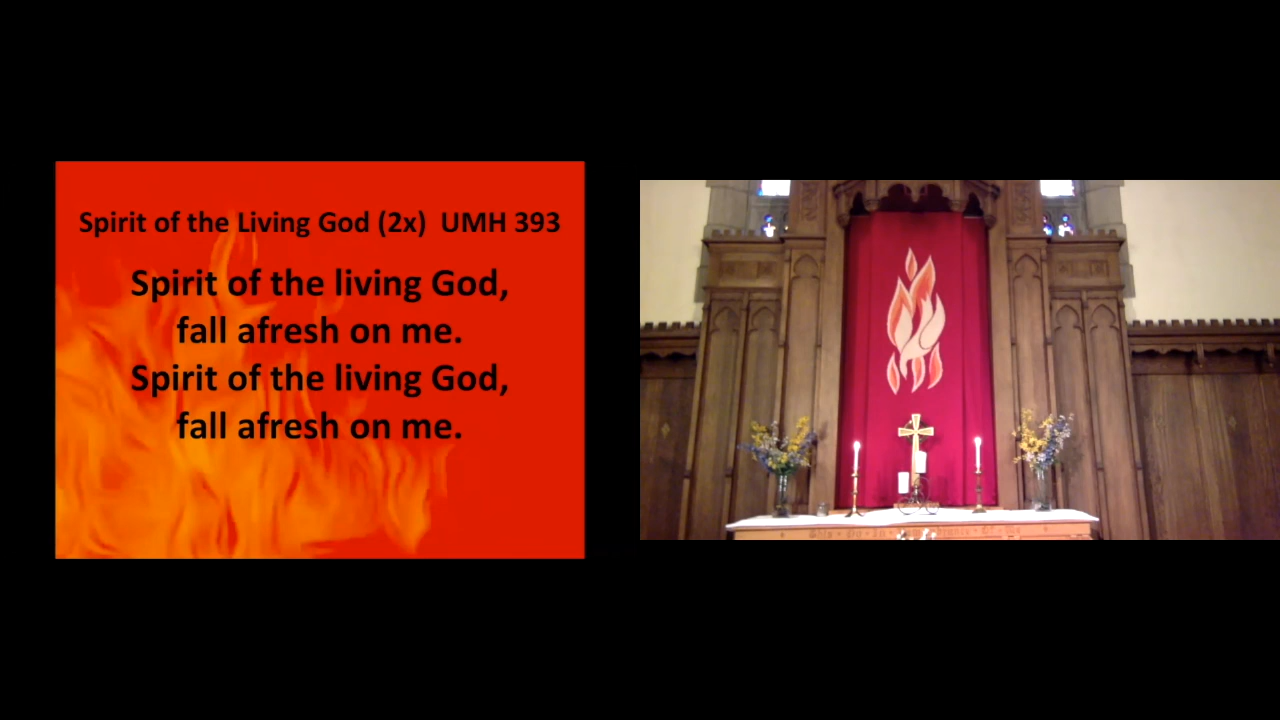 Spirit of the Living God (2x) UMH 393
Spirit of the living God,
fall afresh on me.
Spirit of the living God,
fall afresh on me.